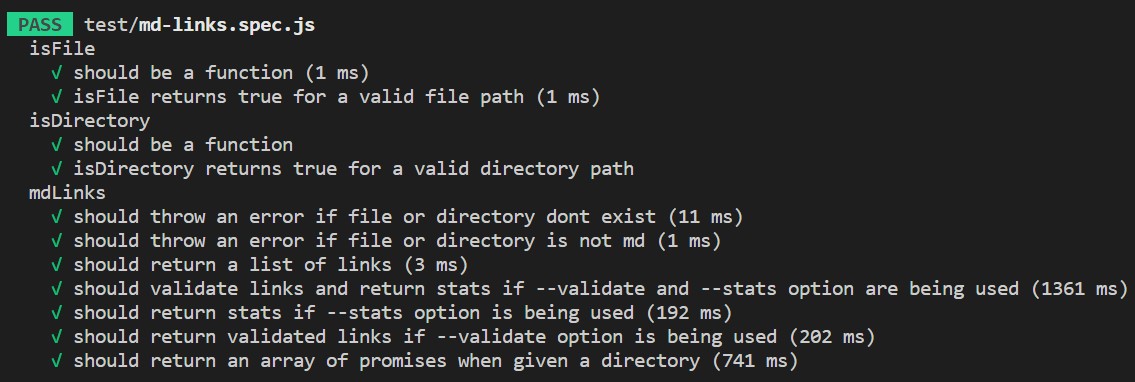 PASS test/md-links.spec.js
isFile
√ should be a function (1 ms)
√ isFile returns true for a valid file path (1 ms)
isDirectory
√ should be a function
√ isDirectory returns true for a valid directory path
mdLinks
√ should throw an error if file or directory dont exist (11 ms)
√ should throw an error if file or directory is not md (1 ms)
√ should return a list of links (3 ms)
√ should validate links and return stats if --validate and --stats option are being used (1361 ms)
√ should return stats if --stats option is being used (192 ms)
√ should return validated links if --validate option is being used (202 ms)
√ should return an array of promises when given a directory (741 ms)